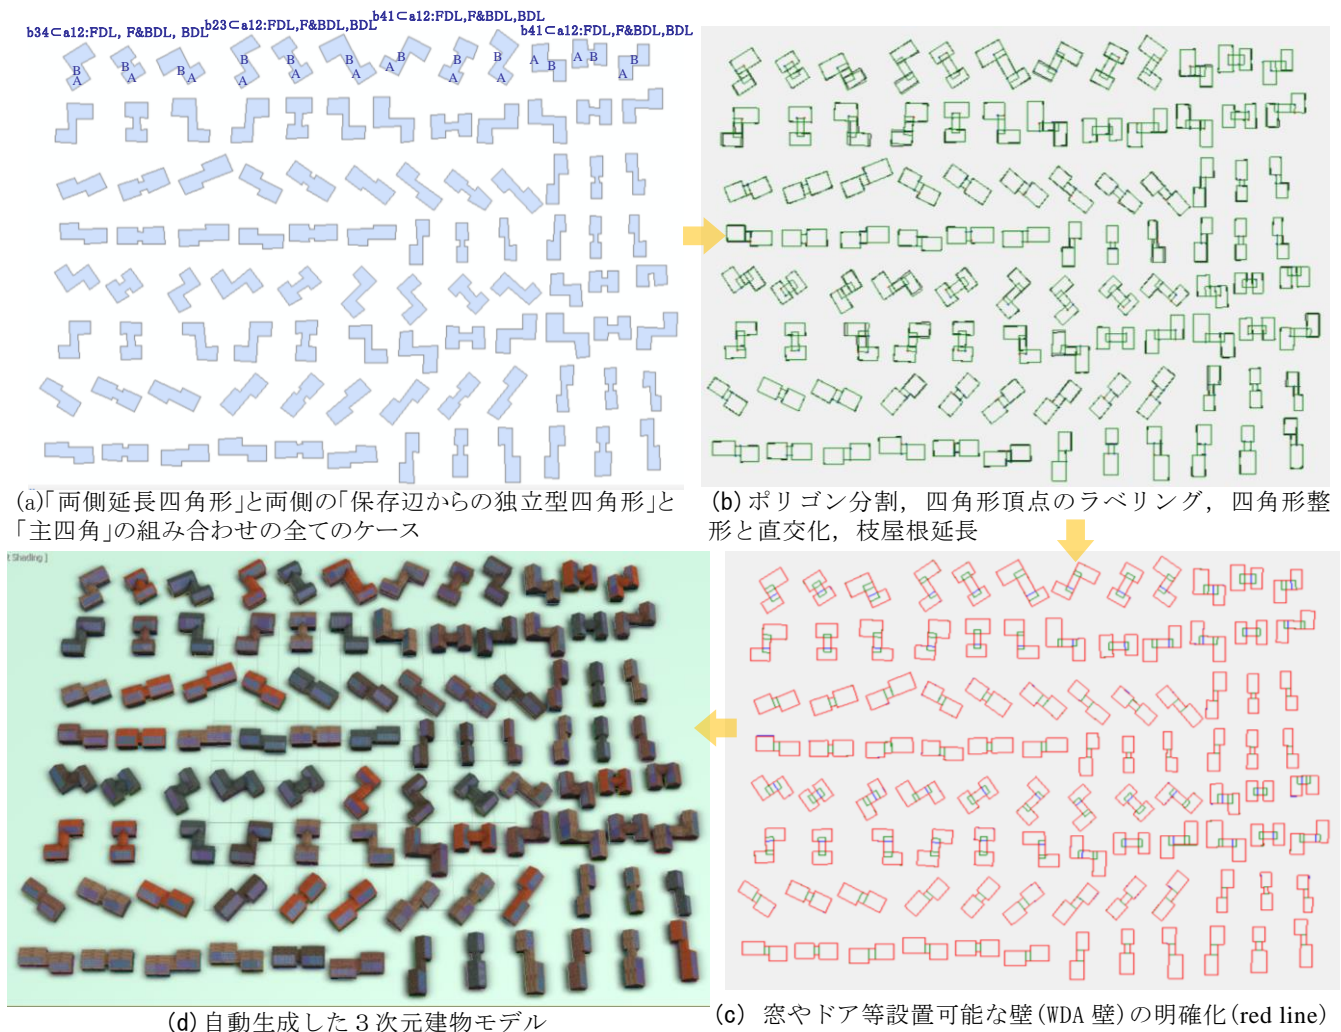 b34⊂a12:FDL, F&BDL, BDL
b23⊂a12:FDL,F&BDL,BDL
b41⊂a12:FDL,F&BDL,BDL
b41⊂a12:FDL,F&BDL,BDL
B B B B B B A B B B A B A B
A A A A A A A B A B A
(a)「両側延長四角形」と両側の「保存辺からの独立型四角形」と
「主四角」の組み合わせの全てのケース
(b)ポリゴン分割，四角形頂点のラベリング，四角形整
形と直交化，枝屋根延長
t Shading ]
(d)自動生成した３次元建物モデル
(c) 窓やドア等設置可能な壁(WDA 壁)の明確化(red line)